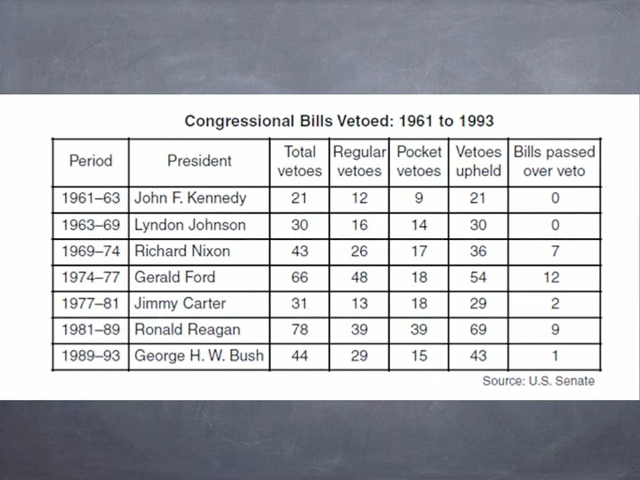 Congressional Bills Vetoed: 1961 to 1993
Period President Total vetoes Regular vetoes Pocket vetoes Vetoes upheld Bills passed over veto
1961–63 John F. Kennedy 21 12 9 21 0
1963–69 Lyndon Johnson 30 16 14 30 0
1969–74 Richard Nixon 43 26 17 36 7
1974–77 Gerald Ford 66 48 18 54 12
1977–81 Jimmy Carter 31 13 18 29 2
1981–89 Ronald Reagan 78 39 39 69 9
1989–93 George H. W. Bush 44 29 15 43 1
Source: U.S. Senate